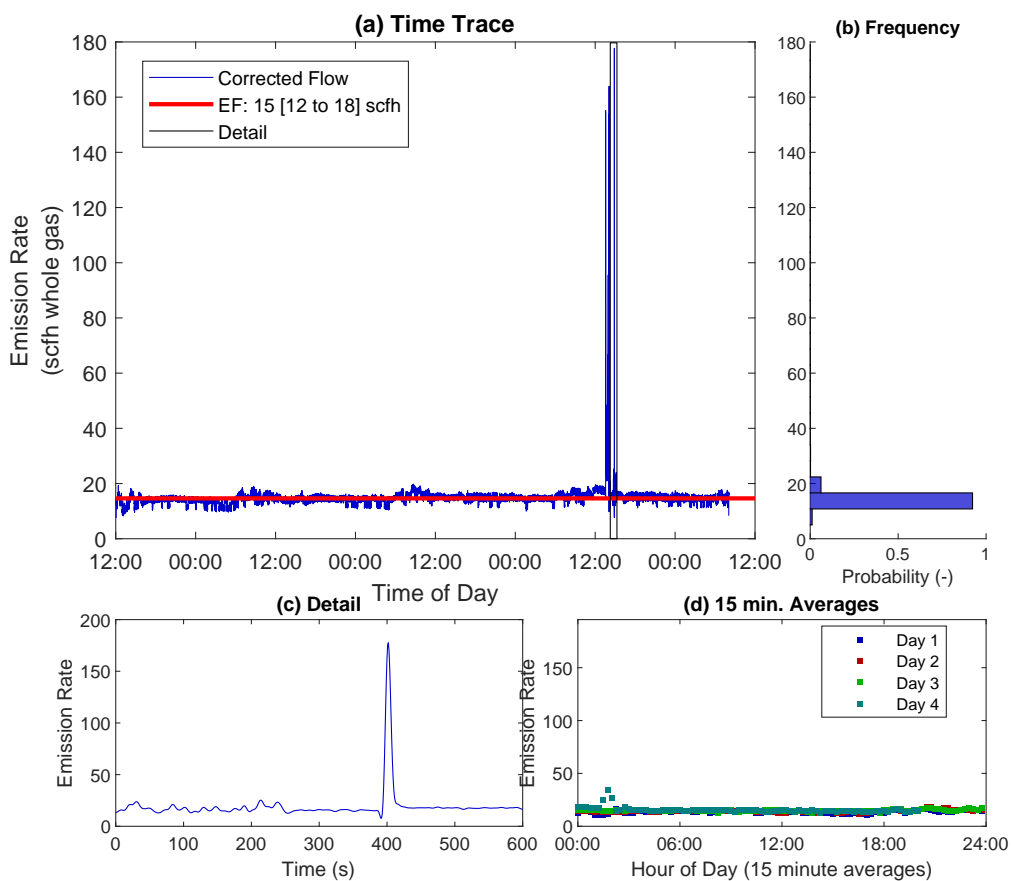 (a) Time Trace
Emission Rate
(scfh whole gas)
180
160
140
120
100
80
60
40
20
0
Corrected Flow
EF: 15 [12 to 18] scfh
Detail
12:00 00:00 12:00 00:00 12:00 00:00 12:00 00:00 12:00
Time of Day
(b) Frequency
180
160
140
120
100
80
60
40
20
0
0 0.5 1
Probability (-)
(c) Detail
Emission Rate
200
150
100
50
0
0 100 200 300 400 500 600
Time (s)
(d) 15 min. Averages
Emission Rate
150
100
50
0
Day 1
Day 2
Day 3
Day 4
00:00 06:00 12:00 18:00 24:00
Hour of Day (15 minute averages)